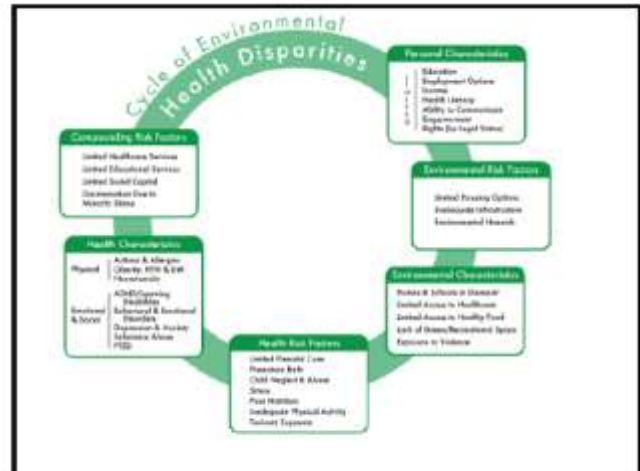 Cycle of Environmental
Health Disparities
Personal Characteristics
Limited
Education
Employment Options
Income
Health Literacy
Ability to Communicate
Empowerment
Rights (by Legal Status)
Environmental Risk Factors
Limited Housing Options
Inadequate Infrastructure
Environmental Hazards
Environmental Characteristics
Homes & Schools in Disrepair
Limited Access to Healthcare
Limited Access to Healthy Food
Lack of Green/Recreational Space
Exposure to Violence
Health Risk Factors
Limited Prenatal Care
Premature Birth
Child Neglect & Abuse
Stress
Poor Nutrition
Inadequate Physical Activity
Toxicant Exposure
Health Characteristics
Physical
Asthma & Allergies
Obesity,
Emotional
& Social
ADHD/Learning
Disabilities
Behavioral & Emotional
Disorders
Depression & Anxiety
Substance Abuse
PTSD
Compounding Risk Factors
Limited Healthcare Services
Limited Educational Services
Limited Social Capital
Discrimination Due to
Minority Status